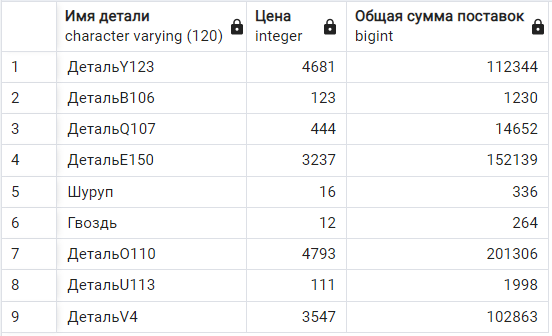 Имя детали Цена Общая сумма поставок
character varying (120) integer bigint
1 ДетальY123 4681 112344
2 ДетальB106 123 1230
3 ДетальQ107 444 14652
4 ДетальE150 3237 152139
5 Шуруп 16 336
6 Гвоздь 12 264
7 ДетальO110 4793 201306
8 ДетальU113 111 1998
9 ДетальV4 3547 102863